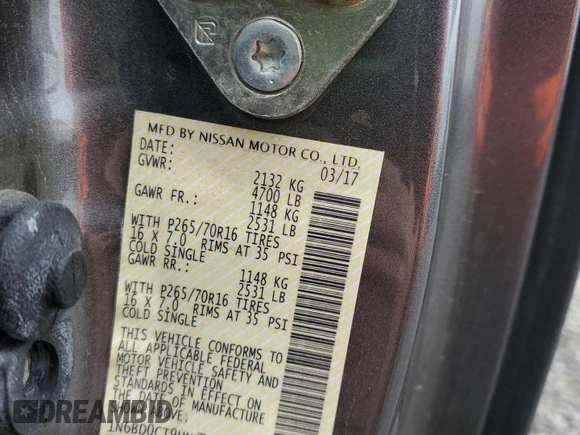 MFD BY NISSAN MOTOR CO., LTD.
DATE: 03/17
GVWR: 2132 KG
4700 LB
GAWR FR.: 1148 KG
2531 LB
WITH P265/70R16 TIRES
16 X 7.0 RIMS AT 35 PSI
COLD SINGLE
GAWR RR.: 1148 KG
2531 LB
WITH P265/70R16 TIRES
16 X 7.0 RIMS AT 35 PSI
COLD SINGLE
THIS VEHICLE CONFORMS TO
ALL APPLICABLE FEDERAL
MOTOR VEHICLE SAFETY AND
THEFT PREVENTION
STANDARDS IN EFFECT ON
THE DATE OF MANUFACTURE
ABOVE.
DREAMBID